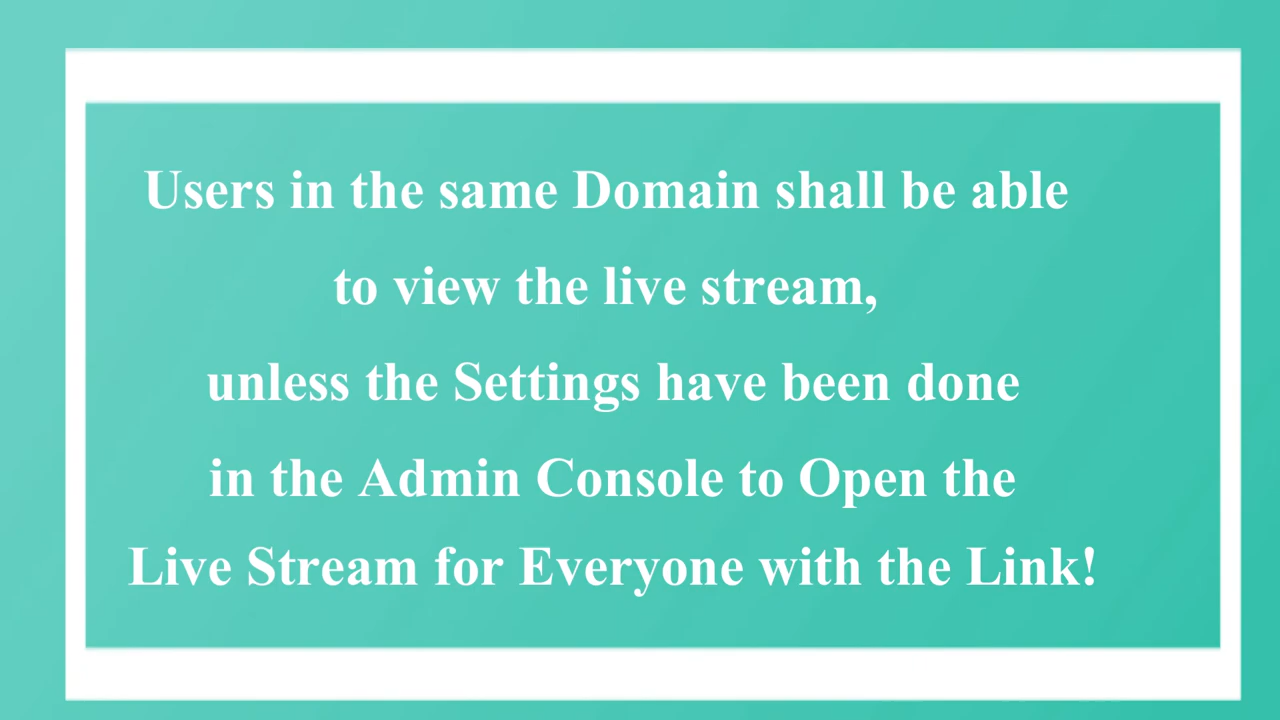 Users in the same Domain shall be able
to view the live stream,
unless the Settings have been done
in the Admin Console to Open the
Live Stream for Everyone with the Link!